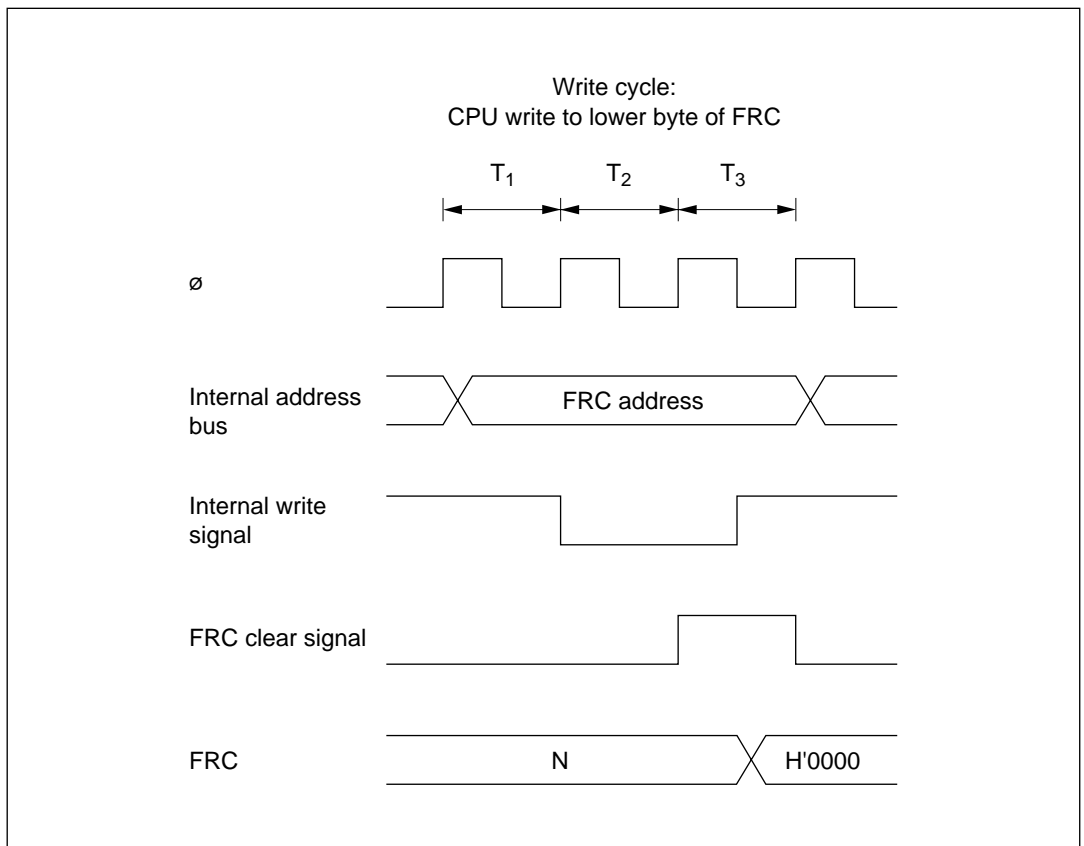 Write cycle:
CPU write to lower byte of FRC
T1 T2 T3
ø
Internal address
bus
FRC address
Internal write
signal
FRC clear signal
FRC N H'0000